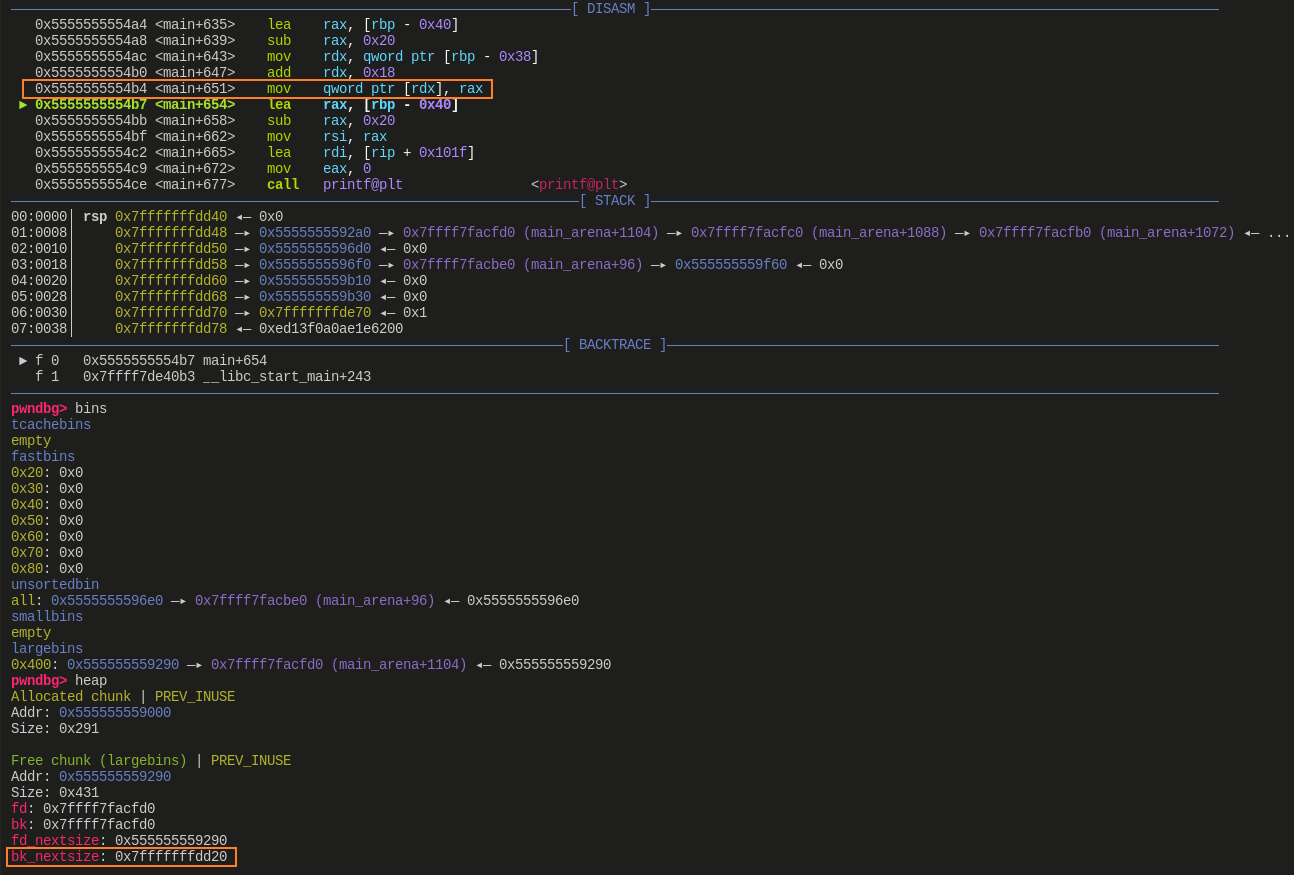 [ DISASM ]
0x5555555554a4 <main+635> lea rax, [rbp - 0x40]
0x5555555554a8 <main+639> sub rax, 0x20
0x5555555554ac <main+643> mov rdx, qword ptr [rbp - 0x38]
0x5555555554b0 <main+647> add rdx, 0x18
0x5555555554b4 <main+651> mov qword ptr [rdx], rax
► 0x5555555554b7 <main+654> lea rax, [rbp - 0x40]
0x5555555554bb <main+658> sub rax, 0x20
0x5555555554bf <main+662> mov rsi, rax
0x5555555554c2 <main+665> lea rdi, [rip + 0x101f]
0x5555555554c9 <main+672> mov eax, 0
0x5555555554ce <main+677> call printf@plt <printf@plt>
[ STACK ]
00:0000│ rsp 0x7fffffffdd40 ◂— 0x0
01:0008│ 0x7fffffffdd48 —▸ 0x5555555592a0 —▸ 0x7ffff7facfd0 (main_arena+1104) —▸ 0x7ffff7facfc0 (main_arena+1088) —▸ 0x7ffff7facfb0 (main_arena+1072) ◂— ...
02:0010│ 0x7fffffffdd50 —▸ 0x5555555596d0 ◂— 0x0
03:0018│ 0x7fffffffdd58 —▸ 0x5555555596f0 —▸ 0x7ffff7facbe0 (main_arena+96) —▸ 0x555555559f60 ◂— 0x0
04:0020│ 0x7fffffffdd60 —▸ 0x555555559b10 ◂— 0x0
05:0028│ 0x7fffffffdd68 —▸ 0x555555559b30 ◂— 0x0
06:0030│ 0x7fffffffdd70 —▸ 0x7fffffffde70 ◂— 0x1
07:0038│ 0x7fffffffdd78 ◂— 0xed13f0a0ae1e6200
[ BACKTRACE ]
► f 0 0x5555555554b7 main+654
f 1 0x7ffff7de40b3 __libc_start_main+243
pwndbg> bins
tcachebins
empty
fastbins
0x20: 0x0
0x30: 0x0
0x40: 0x0
0x50: 0x0
0x60: 0x0
0x70: 0x0
0x80: 0x0
unsortedbin
all: 0x5555555596e0 —▸ 0x7ffff7facbe0 (main_arena+96) ◂— 0x5555555596e0
smallbins
empty
largebins
0x400: 0x555555559290 —▸ 0x7ffff7facfd0 (main_arena+1104) ◂— 0x555555559290
pwndbg> heap
Allocated chunk | PREV_INUSE
Addr: 0x555555559000
Size: 0x291
Free chunk (largebins) | PREV_INUSE
Addr: 0x555555559290
Size: 0x431
fd: 0x7ffff7facfd0
bk: 0x7ffff7facfd0
fd_nextsize: 0x555555559290
bk_nextsize: 0x7fffffffdd20